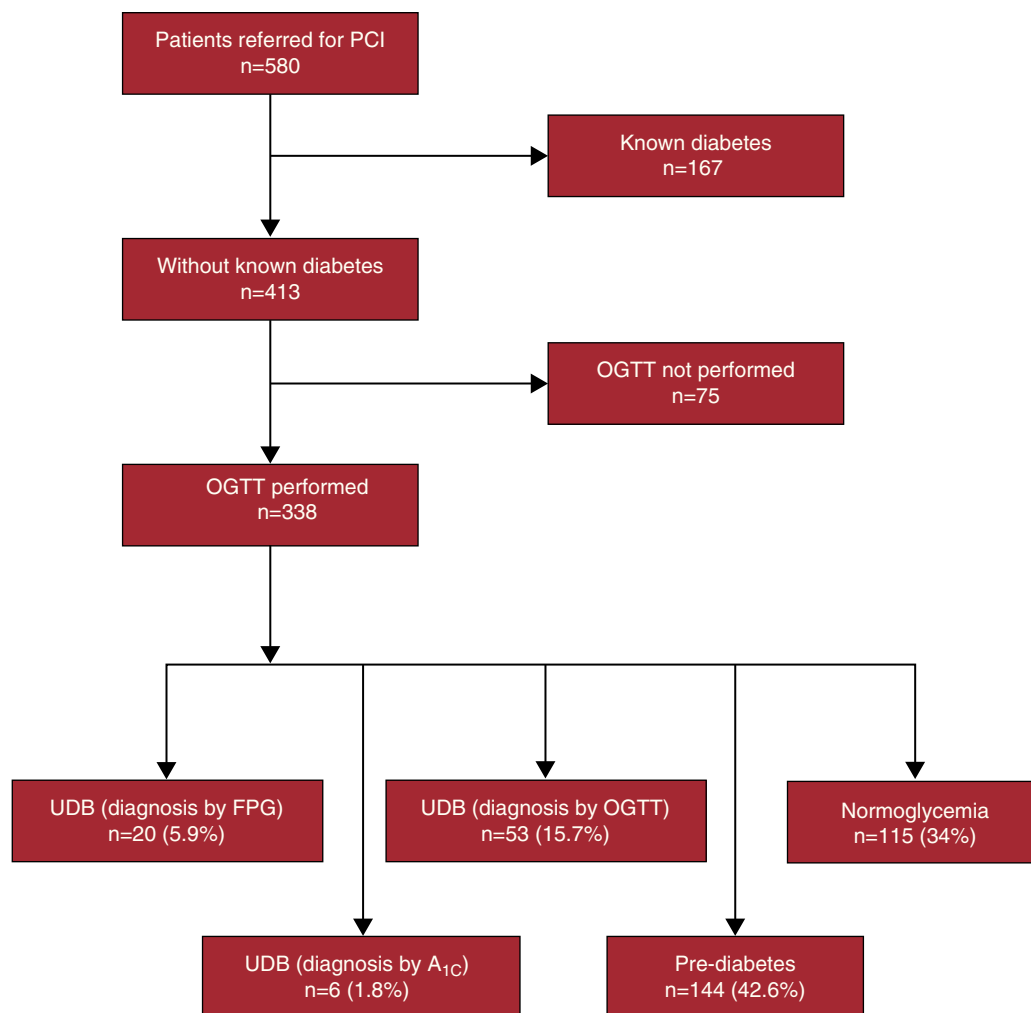 Patients referred for PCI
n=580
Known diabetes
n=167
Without known diabetes
n=413
OGTT not performed
n=75
OGTT performed
n=338
UDB (diagnosis by FPG)
n=20 (5.9%)
UDB (diagnosis by OGTT)
n=53 (15.7%)
Normoglycemia
n=115 (34%)
UDB (diagnosis by A1C)
n=6 (1.8%)
Pre-diabetes
n=144 (42.6%)